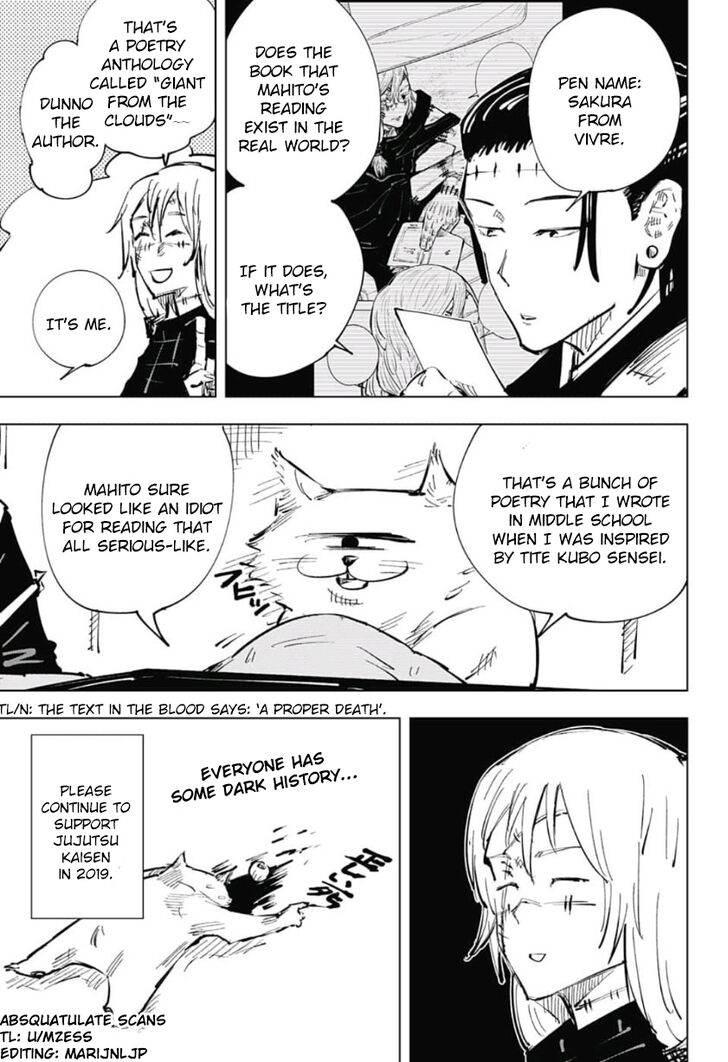 PEN NAME:
SAKURA
FROM
VIVRE.
DOES THE
BOOK THAT
MAHITO'S
READING
EXIST IN THE
REAL WORLD?
IF IT DOES,
WHAT'S
THE TITLE?
THAT'S
A POETRY
ANTHOLOGY
CALLED "GIANT
FROM THE
CLOUDS"~~
DUNNO
THE
AUTHOR.
IT'S ME.
THAT'S A BUNCH OF
POETRY THAT I WROTE
IN MIDDLE SCHOOL
WHEN I WAS INSPIRED
BY TITE KUBO SENSEI.
MAHITO SURE
LOOKED LIKE AN IDIOT
FOR READING THAT
ALL SERIOUS-LIKE.
TL/N: THE TEXT IN THE BLOOD SAYS: 'A PROPER DEATH'.
EVERYONE HAS
SOME DARK HISTORY...
PLEASE
CONTINUE TO
SUPPORT
JUJUTSU
KAISEN
IN 2019.
ABSQUATULATE SCANS
TL: U/MZESS
EDITING: MARIJNLJP